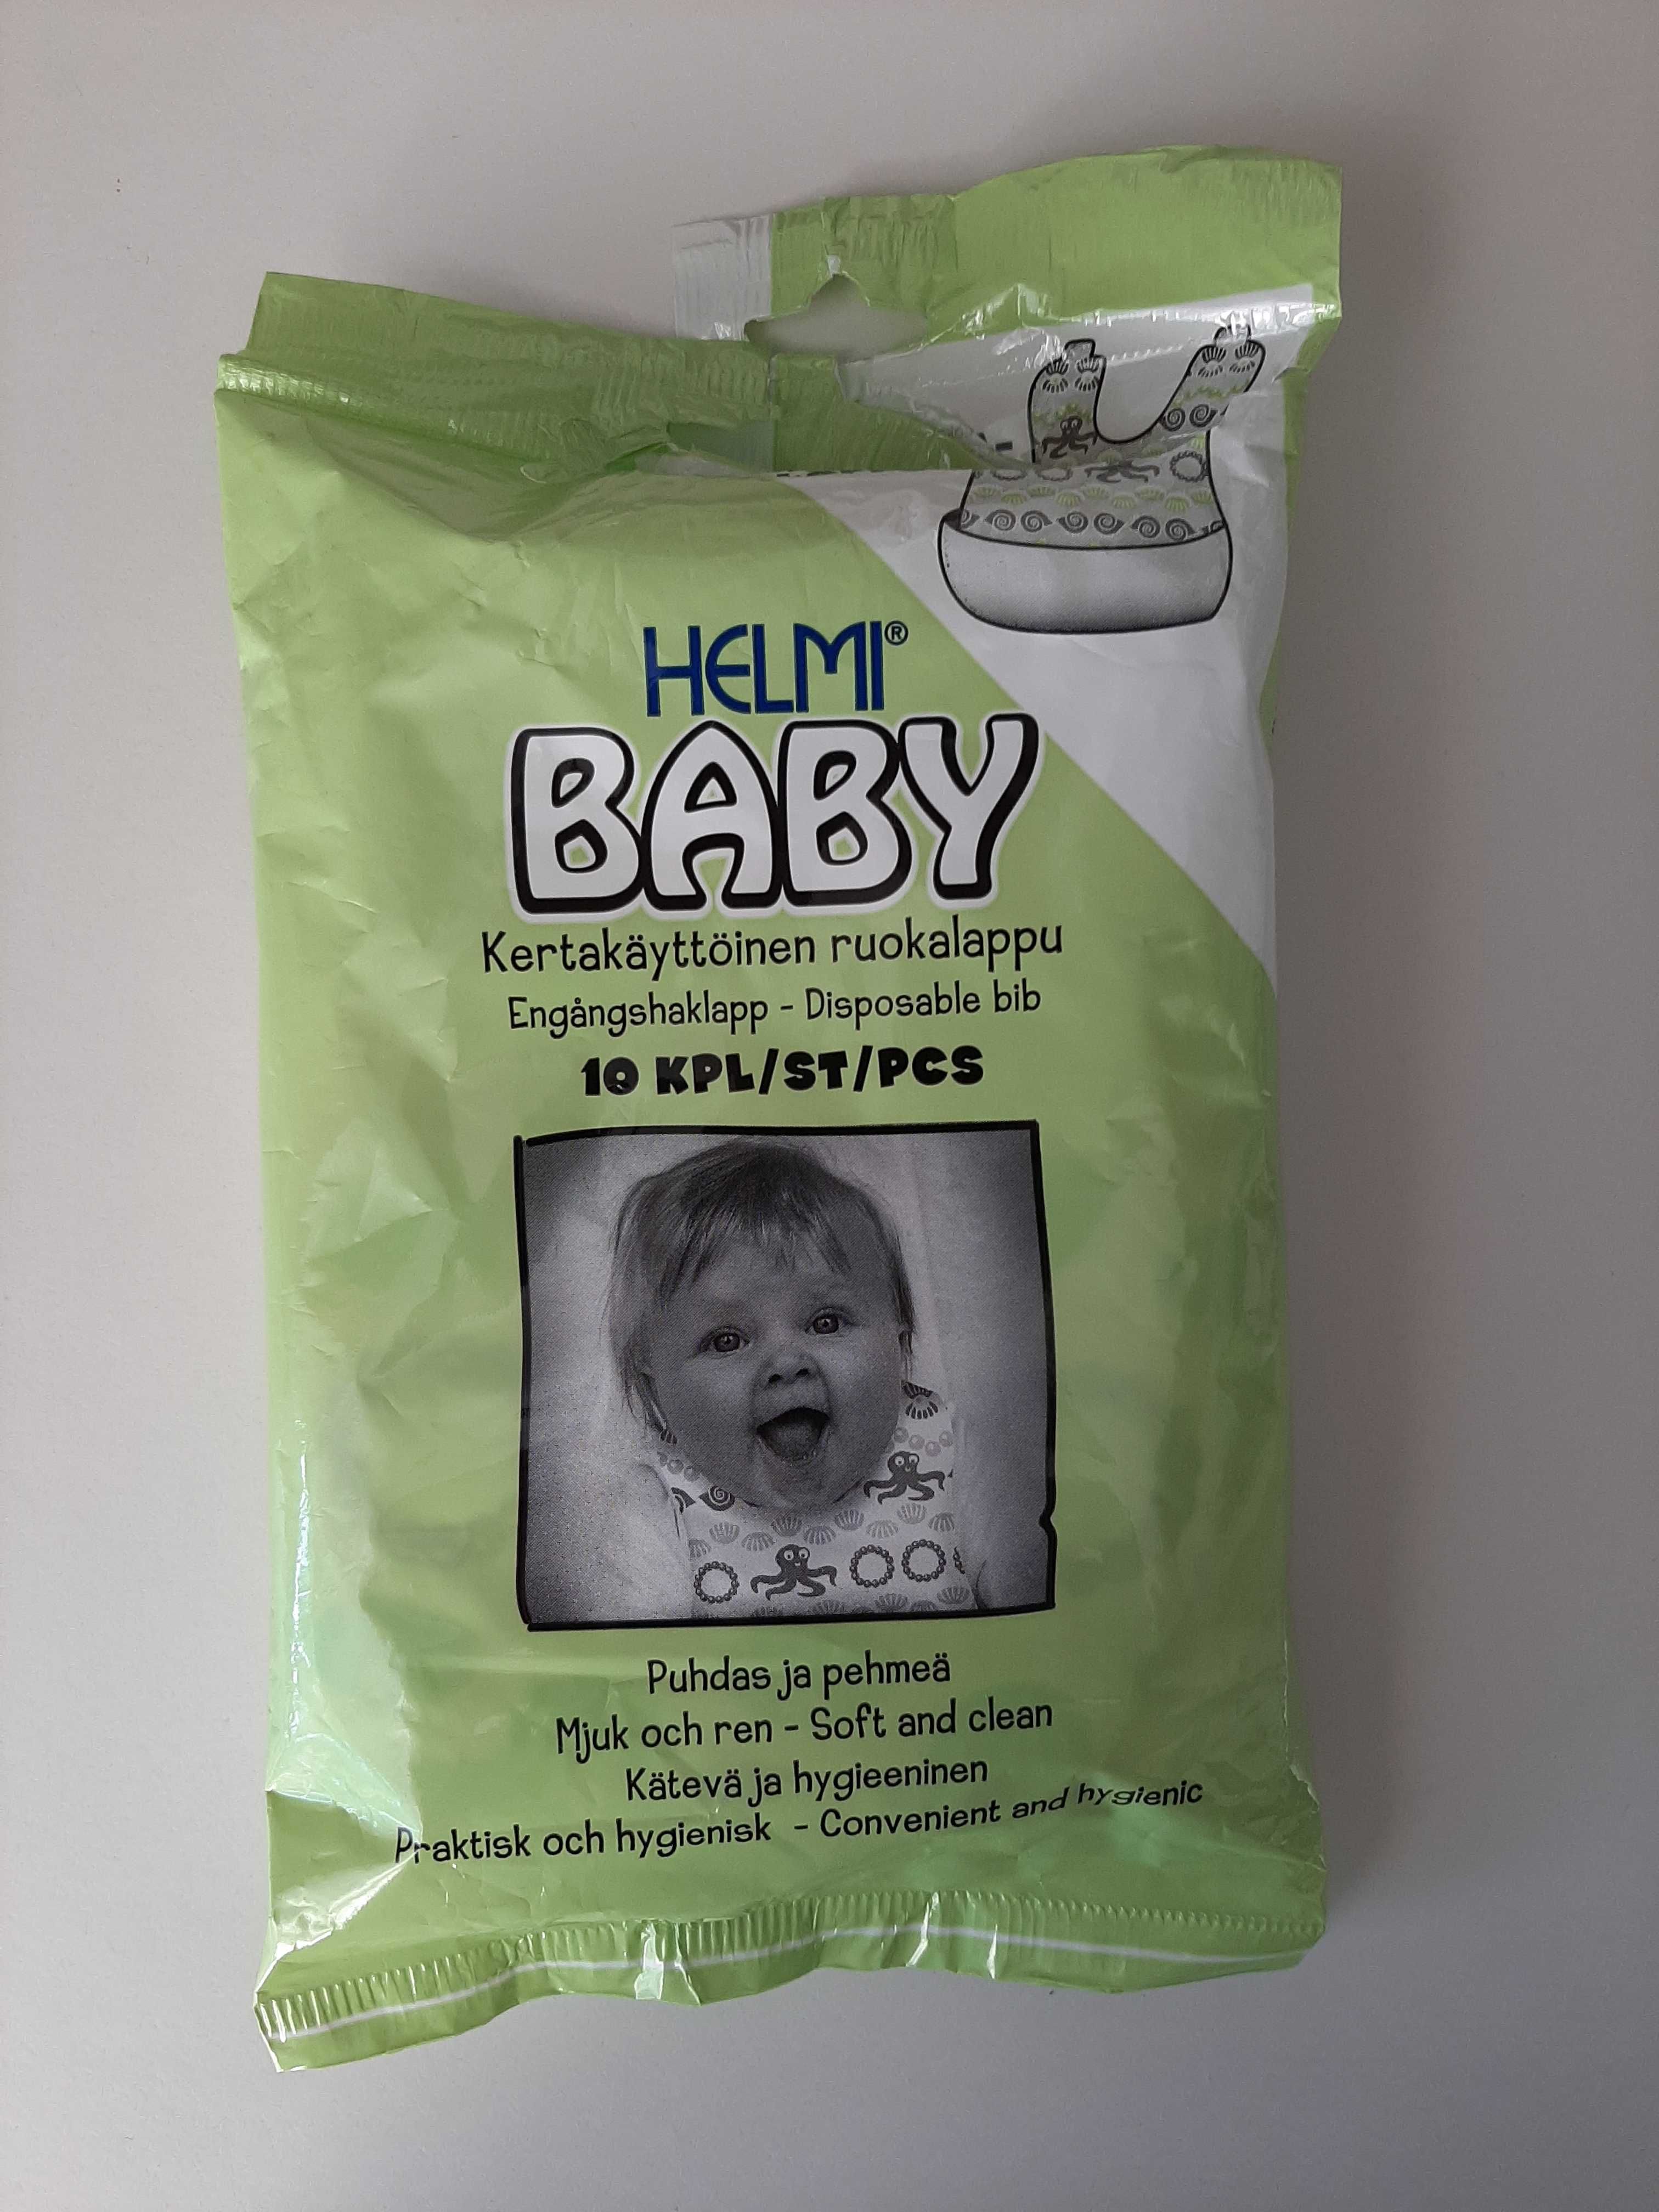 HELMI®
BABY
Kertakäyttöinen ruokalappu
Engångshaklapp - Disposable bib
10 KPL/ST/PCS
Puhdas ja pehmeä
Mjuk och ren - Soft and clean
Kätevä ja hygieeninen
Praktisk och hygienisk - Convenient and hygienic